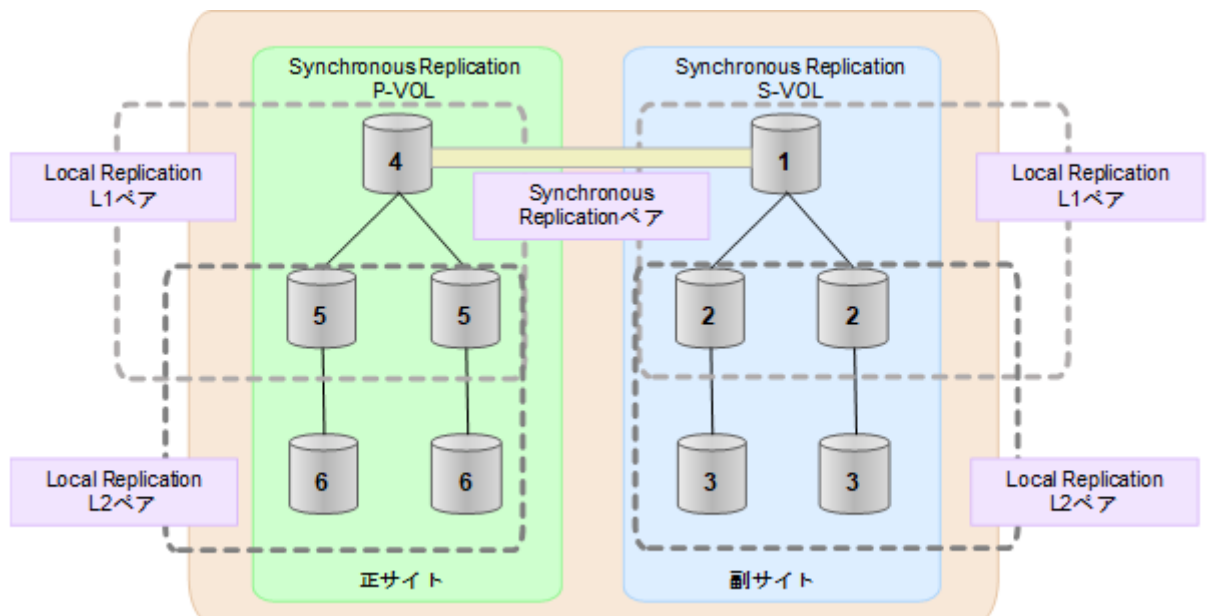 Synchronous Replication
P-VOL
Synchronous Replication
S-VOL
4
1
Local Replication
L1ペア
Synchronous
Replicationペア
Local Replication
L1ペア
5
5
2
2
Local Replication
L2ペア
6
6
3
3
Local Replication
L2ペア
正サイト
副サイト